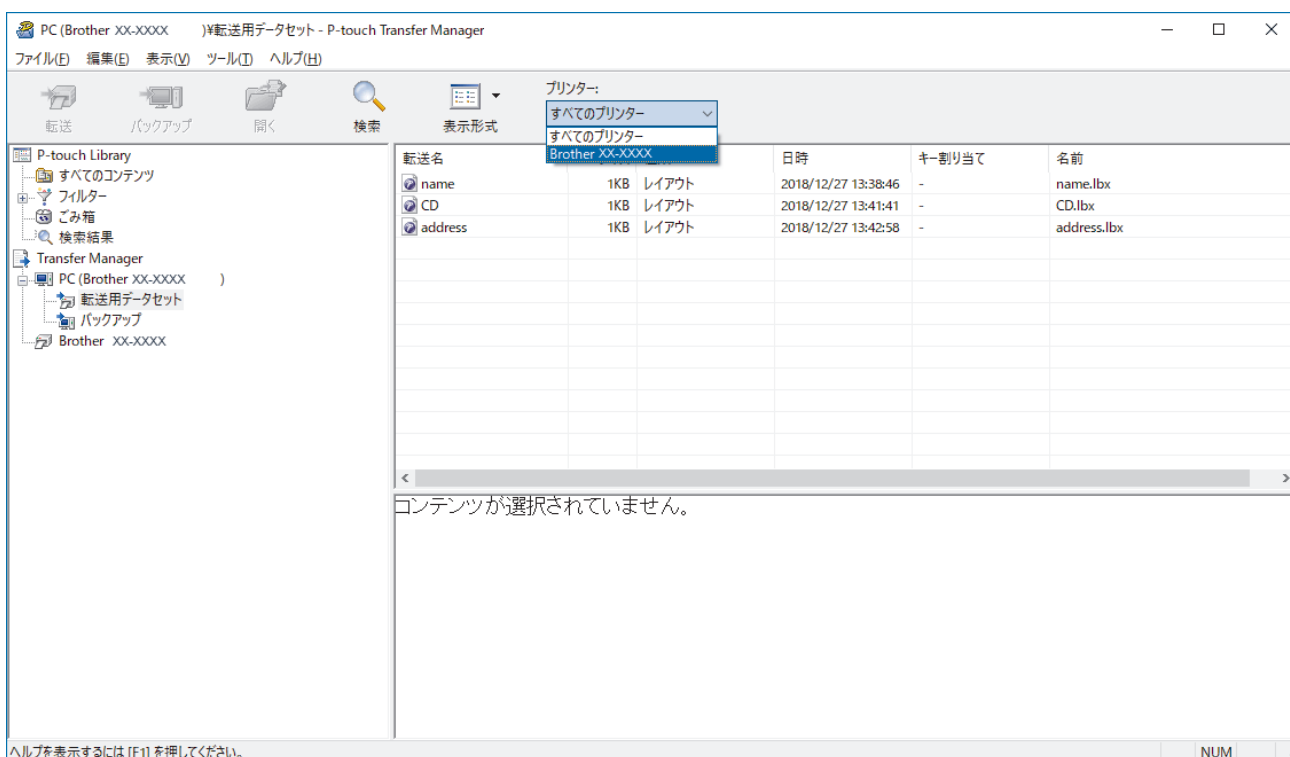 PC (Brother XX-XXXX )¥転送用データセット - P-touch Transfer Manager
ファイル(F) 編集(E) 表示(V) ツール(T) ヘルプ(H)
プリンター:
すべてのプリンター
転送 バックアップ 開く 検索 表示形式
すべてのプリンター
Brother XX-XXXX
P-touch Library
すべてのコンテンツ
フィルター
ごみ箱
検索結果
Transfer Manager
PC (Brother XX-XXXX )
転送用データセット
バックアップ
Brother XX-XXXX
転送名 日時 キー割り当て 名前
name 1KB レイアウト 2018/12/27 13:38:46 - name.lbx
CD 1KB レイアウト 2018/12/27 13:41:41 - CD.lbx
address 1KB レイアウト 2018/12/27 13:42:58 - address.lbx
コンテンツが選択されていません。
ヘルプを表示するには [F1] を押してください。 NUM